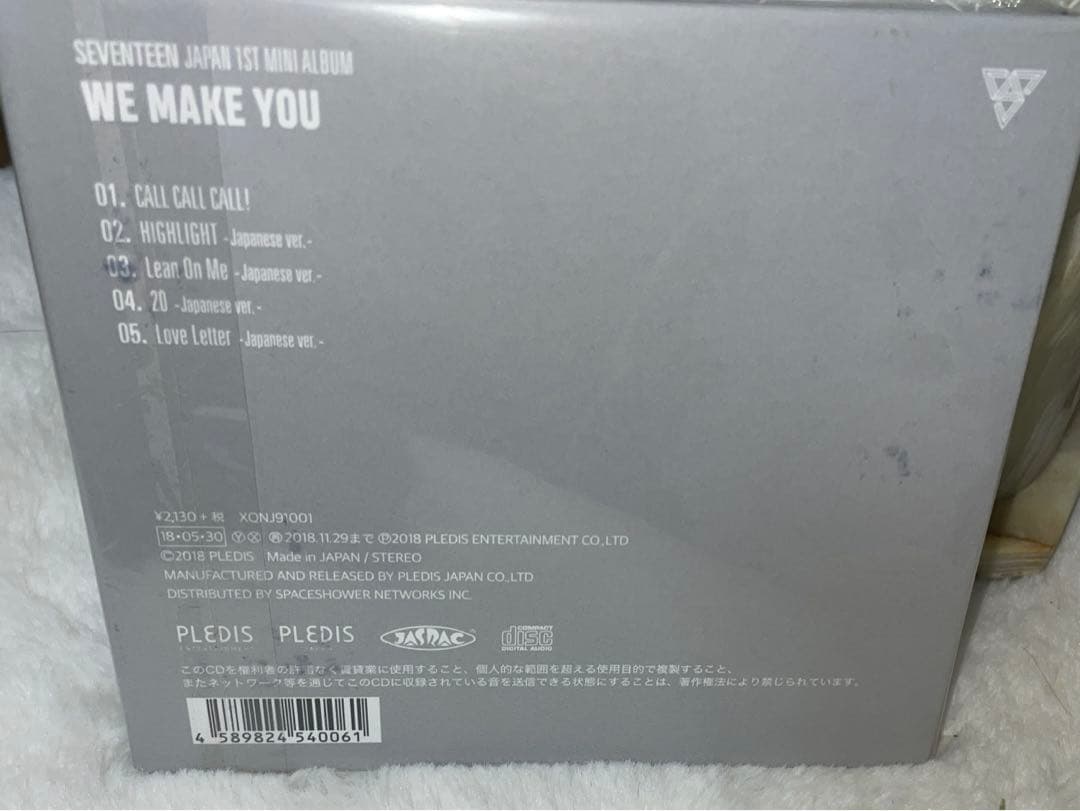 SEVENTEEN JAPAN 1ST MINI ALBUM
WE MAKE YOU
01. CALL CALL CALL!
02. HIGHLIGHT -Japanese ver.-
03. Lean On Me -Japanese ver.-
04. 20 -Japanese ver.-
05. Love Letter -Japanese ver.-
¥2,130+税 XQNJ91001
18・05・30 Ⓨ Ⓧ 再 2018.11.29まで Ⓟ2018 PLEDIS ENTERTAINMENT CO.,LTD
©2018 PLEDIS Made in JAPAN / STEREO
MANUFACTURED AND RELEASED BY PLEDIS JAPAN CO.,LTD
DISTRIBUTED BY SPACESHOWER NETWORKS INC.
PLEDIS PLEDIS JASRAC COMPACT disc DIGITAL AUDIO
ENTERTAINMENT JAPAN
このCDを権利者の許諾なく賃貸業に使用すること、個人的な範囲を超える使用目的で複製すること、
またネットワーク等を通じてこのCDに収録されている音を送信できる状態にすることは、著作権法により禁じられています。
4 589824 540061